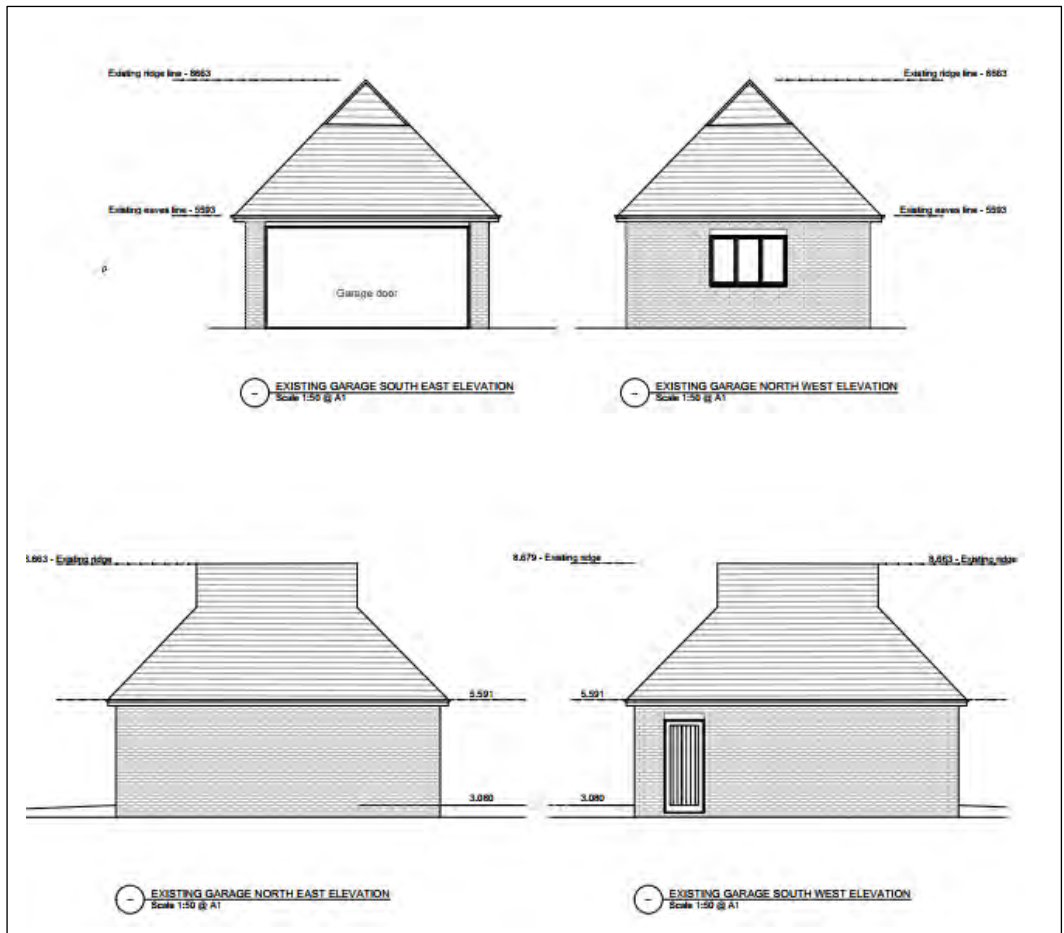 Existing ridge line - 8663
Existing ridge line - 8663
Existing eaves line - 5593
Existing eaves line - 5593
Garage door
EXISTING GARAGE SOUTH EAST ELEVATION
Scale 1:50 @ A1
EXISTING GARAGE NORTH WEST ELEVATION
Scale 1:50 @ A1
8.663 - Existing ridge
8.679 - Existing ridge
8.663 - Existing ridge
5.591
5.591
3.080
3.080
EXISTING GARAGE NORTH EAST ELEVATION
Scale 1:50 @ A1
EXISTING GARAGE SOUTH WEST ELEVATION
Scale 1:50 @ A1